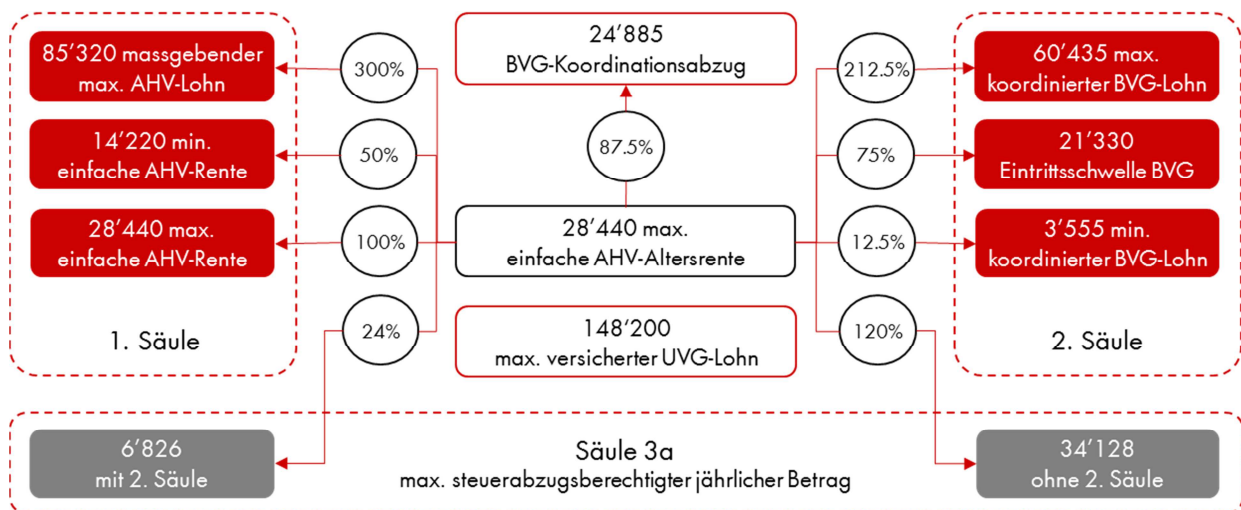 85’320 massgebender
max. AHV-Lohn
300%
24’885
BVG-Koordinationsabzug
212.5%
60’435 max.
koordinierter BVG-Lohn
14’220 min.
einfache AHV-Rente
50%
87.5%
75%
21’330
Eintrittsschwelle BVG
28’440 max.
einfache AHV-Rente
100%
28’440 max.
einfache AHV-Altersrente
12.5%
3’555 min.
koordinierter BVG-Lohn
1. Säule
24%
148’200
max. versicherter UVG-Lohn
120%
2. Säule
6’826
mit 2. Säule
Säule 3a
max. steuerabzugsberechtigter jährlicher Betrag
34’128
ohne 2. Säule